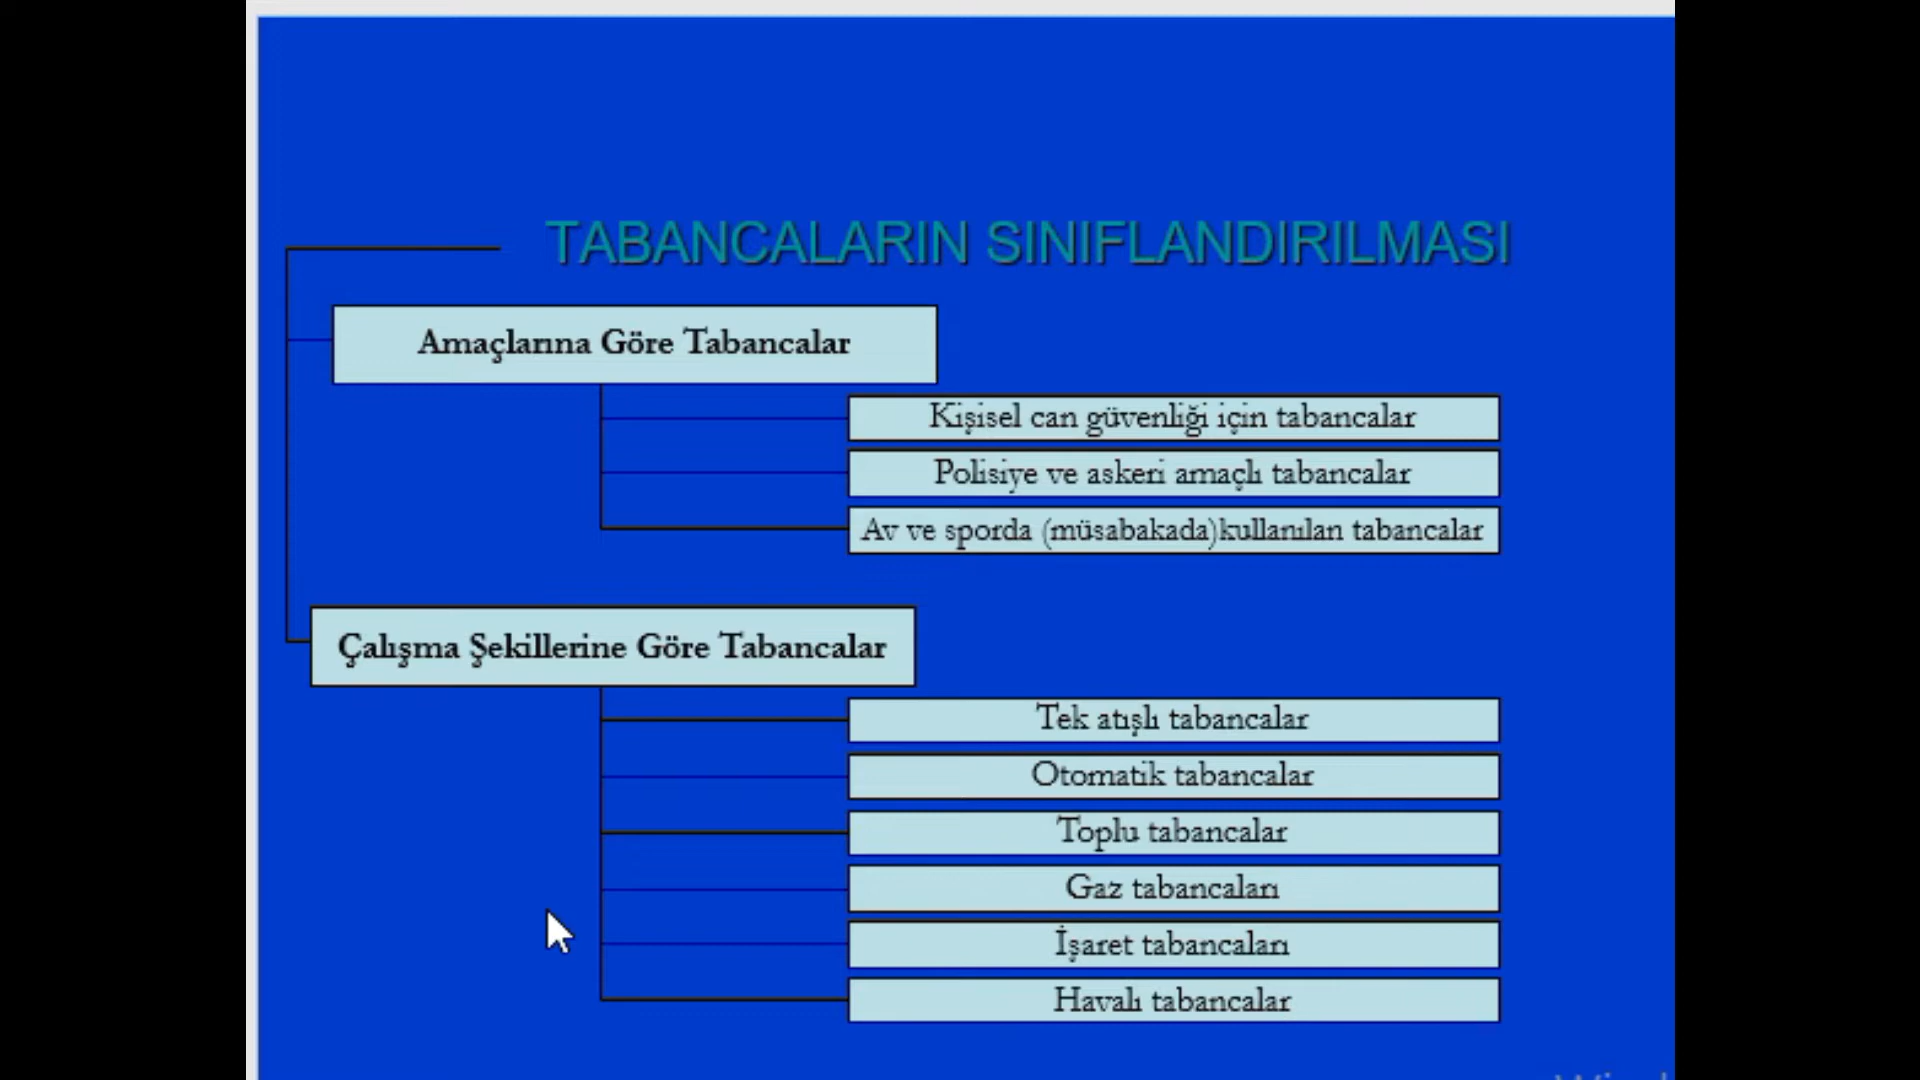 TABANCALARIN SINIFLANDIRILMASI
Amaçlarına Göre Tabancalar
Kişisel can güvenliği için tabancalar
Polisiye ve askeri amaçlı tabancalar
Av ve sporda (müsabakada)kullanılan tabancalar
Çalışma Şekillerine Göre Tabancalar
Tek atışlı tabancalar
Otomatik tabancalar
Toplu tabancalar
Gaz tabancaları
İşaret tabancaları
Havalı tabancalar